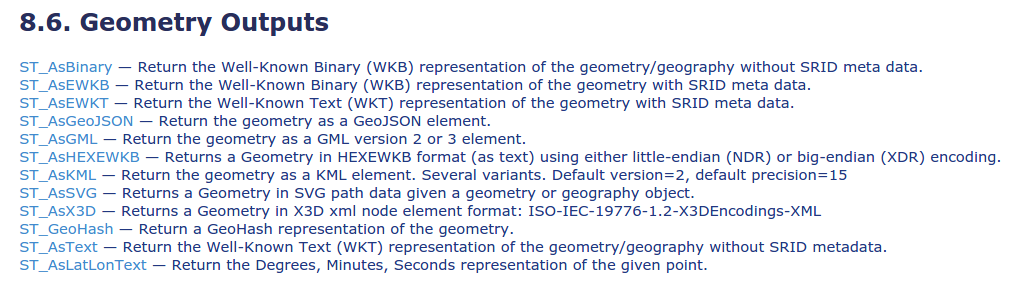 8.6. Geometry Outputs
ST_AsBinary — Return the Well-Known Binary (WKB) representation of the geometry/geography without SRID meta data.
ST_AsEWKB — Return the Well-Known Binary (WKB) representation of the geometry with SRID meta data.
ST_AsEWKT — Return the Well-Known Text (WKT) representation of the geometry with SRID meta data.
ST_AsGeoJSON — Return the geometry as a GeoJSON element.
ST_AsGML — Return the geometry as a GML version 2 or 3 element.
ST_AsHEXEWKB — Returns a Geometry in HEXEWKB format (as text) using either little-endian (NDR) or big-endian (XDR) encoding.
ST_AsKML — Return the geometry as a KML element. Several variants. Default version=2, default precision=15
ST_AsSVG — Returns a Geometry in SVG path data given a geometry or geography object.
ST_AsX3D — Returns a Geometry in X3D xml node element format: ISO-IEC-19776-1.2-X3DEncodings-XML
ST_GeoHash — Return a GeoHash representation of the geometry.
ST_AsText — Return the Well-Known Text (WKT) representation of the geometry/geography without SRID metadata.
ST_AsLatLonText — Return the Degrees, Minutes, Seconds representation of the given point.